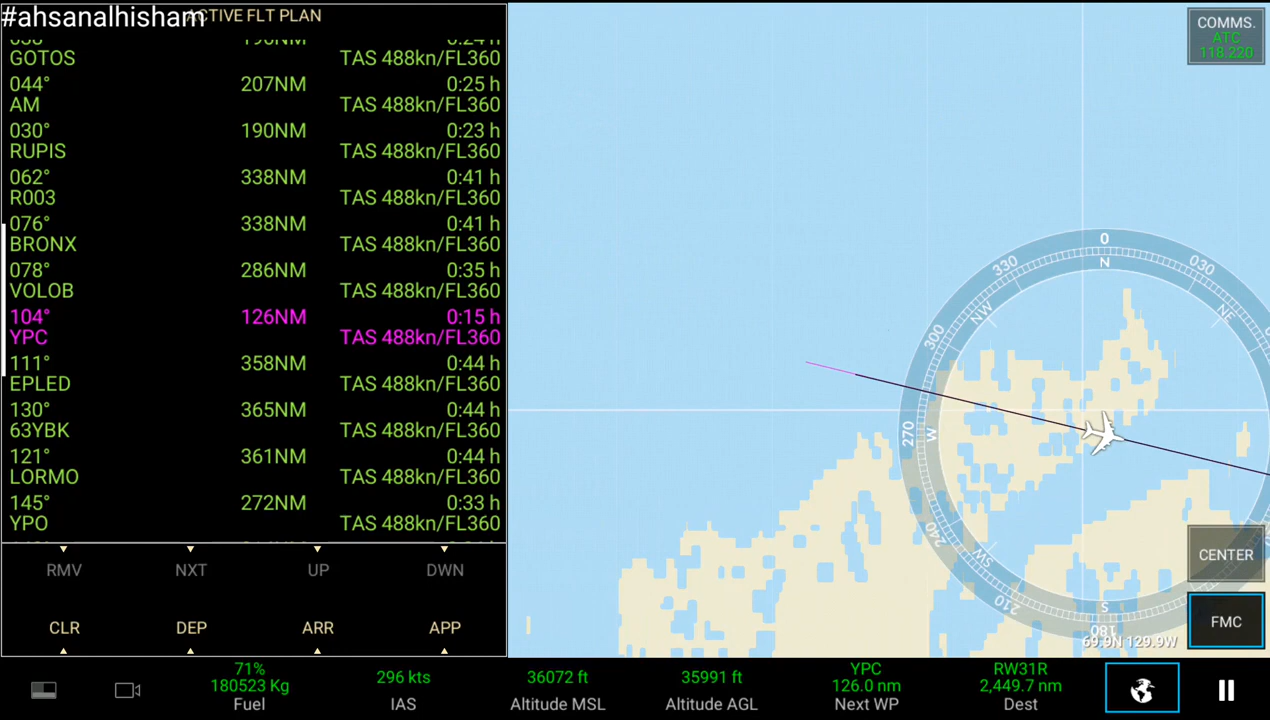 #ahsanalhisham
ACTIVE FLT PLAN
GOTOS TAS 488kn/FL360
044° 207NM 0:25 h
AM TAS 488kn/FL360
030° 190NM 0:23 h
RUPIS TAS 488kn/FL360
062° 338NM 0:41 h
R003 TAS 488kn/FL360
076° 338NM 0:41 h
BRONX TAS 488kn/FL360
078° 286NM 0:35 h
VOLOB TAS 488kn/FL360
104° 126NM 0:15 h
YPC TAS 488kn/FL360
111° 358NM 0:44 h
EPLED TAS 488kn/FL360
130° 365NM 0:44 h
63YBK TAS 488kn/FL360
121° 361NM 0:44 h
LORMO TAS 488kn/FL360
145° 272NM 0:33 h
YPO TAS 488kn/FL360
RMV NXT UP DWN
CLR DEP ARR APP
COMMS.
ATC
118.220
0
N
330
030
NW
NE
300
270
W
240
SW
210
S
180
69.9N 129.9W
CENTER
FMC
71%
180523 Kg
Fuel
296 kts
IAS
36072 ft
Altitude MSL
35991 ft
Altitude AGL
YPC
126.0 nm
Next WP
RW31R
2,449.7 nm
Dest